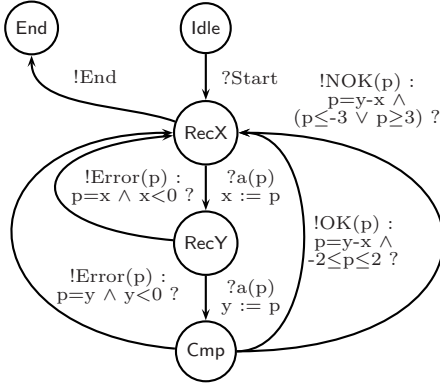 End
Idle
!End
?Start
!NOK(p) :
p=y-x ∧
(p≤-3 ∨ p≥3) ?
RecX
!Error(p) :
p=x ∧ x<0 ?
?a(p)
x := p
!OK(p) :
p=y-x ∧
-2≤p≤2 ?
RecY
!Error(p) :
p=y ∧ y<0 ?
?a(p)
y := p
Cmp